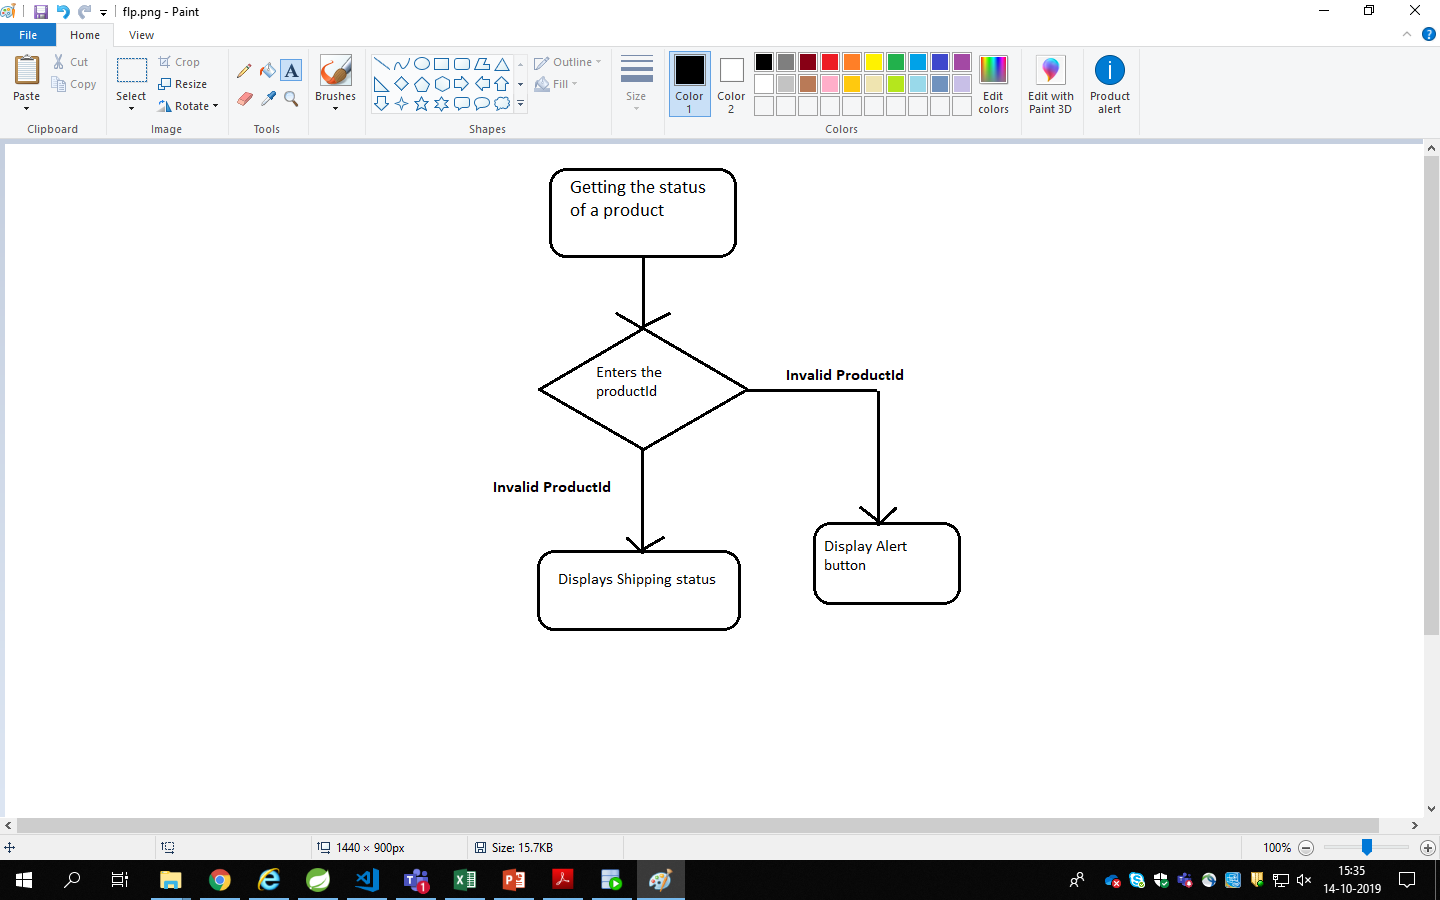 flp.png - Paint
File
Home
View
Paste
Cut
Copy
Clipboard
Select
Crop
Resize
Rotate
Image
A
Tools
Brushes
Outline
Fill
Shapes
Size
Color
1
Color
2
Edit
colors
Colors
Edit with
Paint 3D
Product
alert
Getting the status
of a product
Enters the
productId
Invalid ProductId
Invalid ProductId
Display Alert
button
Displays Shipping status
1440 × 900px
Size: 15.7KB
100%
15:35
14-10-2019